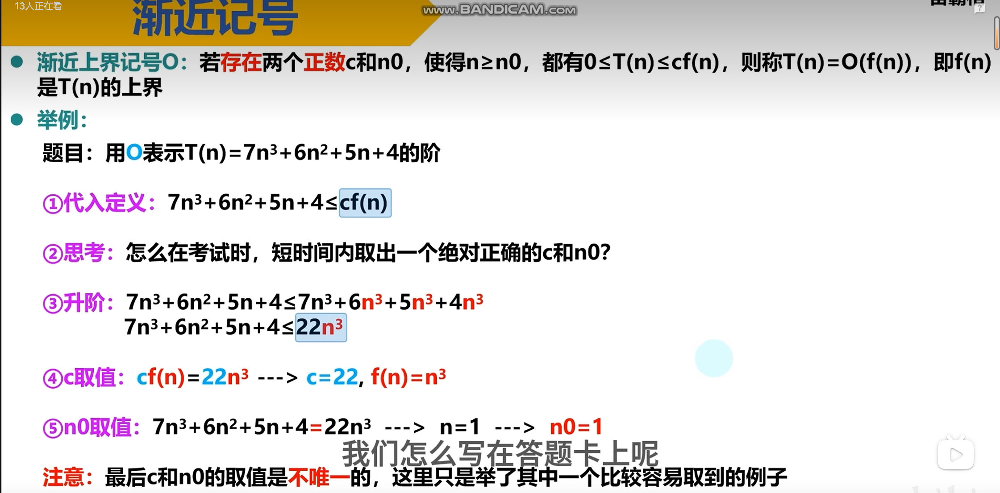 13人正在看
渐近记号
www.BANDICAM.com
渐近上界记号O：若存在两个正数c和n0，使得n≥n0，都有0≤T(n)≤cf(n)，则称T(n)=O(f(n))，即f(n)
是T(n)的上界
举例：
题目：用O表示T(n)=7n³+6n²+5n+4的阶
①代入定义：7n³+6n²+5n+4≤cf(n)
②思考：怎么在考试时，短时间内取出一个绝对正确的c和n0？
③升阶：7n³+6n²+5n+4≤7n³+6n³+5n³+4n³
7n³+6n²+5n+4≤22n³
④c取值：cf(n)=22n³ ---> c=22, f(n)=n³
⑤n0取值：7n³+6n²+5n+4=22n³ ---> n=1 ---> n0=1
我们怎么写在答题卡上呢
注意：最后c和n0的取值是不唯一的，这里只是举了其中一个比较容易取到的例子